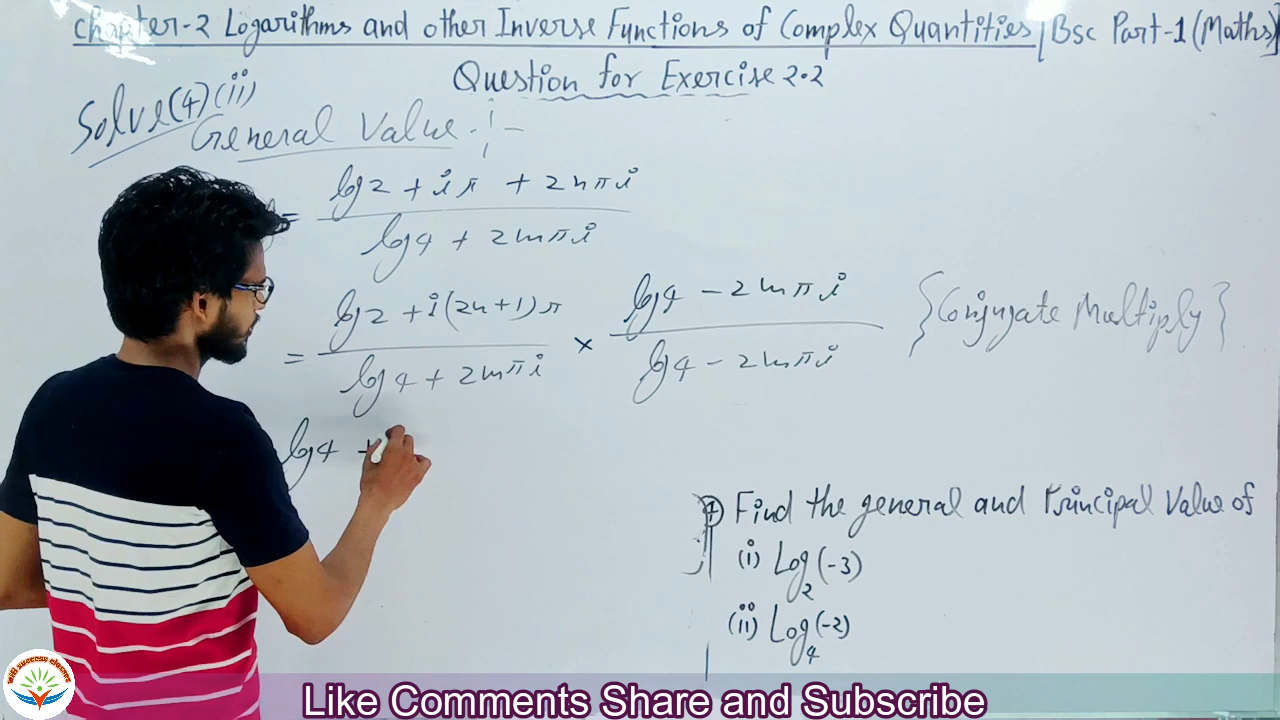 Chapter-2 Logarithms and other Inverse Functions of Complex Quantities | Bsc Part-1 (Maths)
Question for Exercise 2.2
Solve (4) (ii)
General Value :-
= log2 + iπ + 2nπi
log4 + 2mπi
= log2 + i(2n+1)π × log4 - 2mπi {Conjugate Multiply}
log4 + 2mπi log4 - 2mπi
log4 +
Find the general and Principal Value of
(i) Log₂(-3)
(ii) Log₄(-2)
Like Comments Share and Subscribe